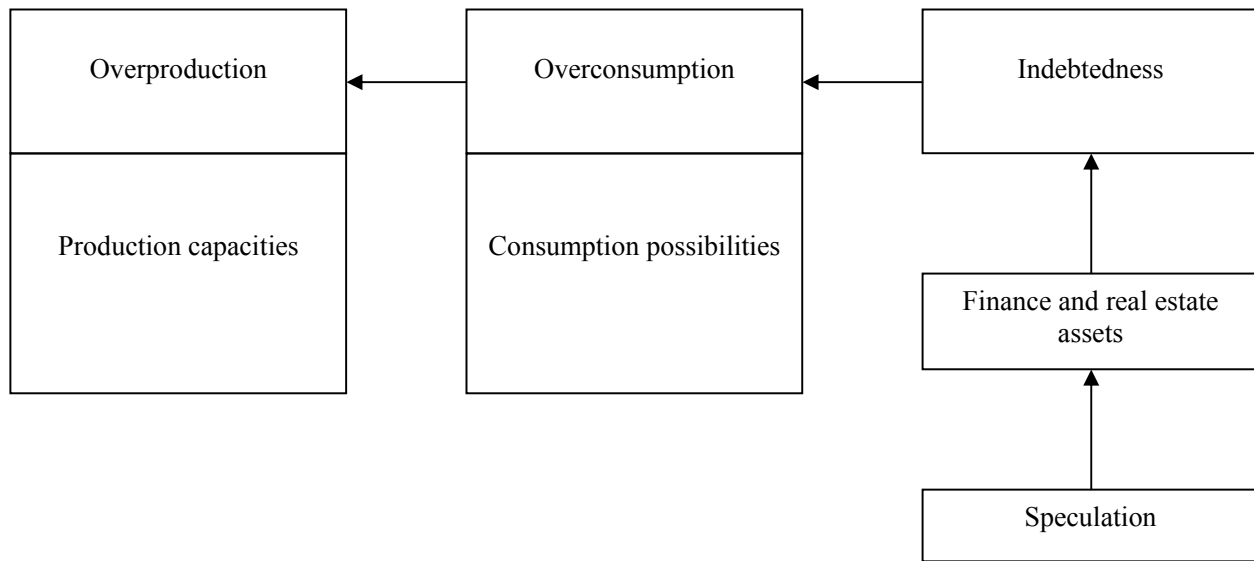 Overproduction
Overconsumption
Indebtedness
Production capacities
Consumption possibilities
Finance and real estate
assets
Speculation